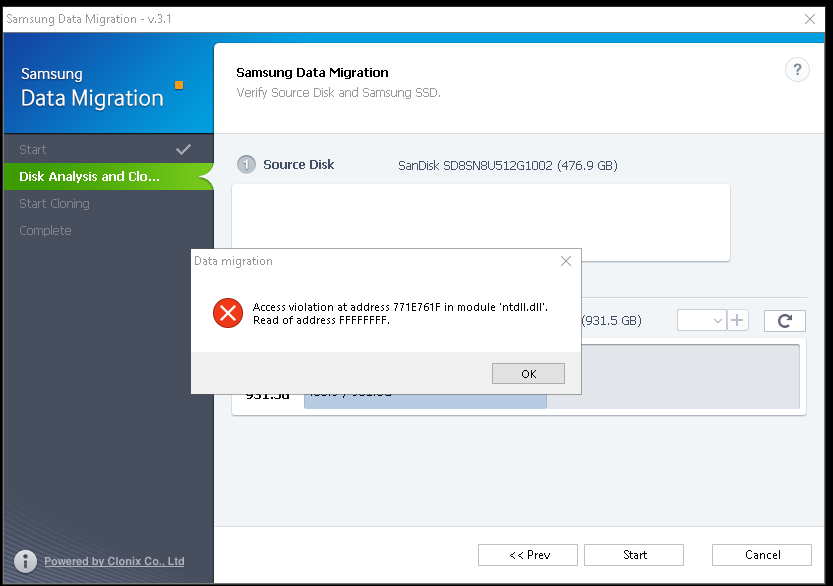 Samsung Data Migration - v.3.1
Samsung
Data Migration
Start
Disk Analysis and Clo...
Start Cloning
Complete
Powered by Clonix Co., Ltd
Samsung Data Migration
Verify Source Disk and Samsung SSD.
?
1 Source Disk SanDisk SD8SN8U512G1002 (476.9 GB)
Data migration
Access violation at address 771E761F in module 'ntdll.dll'.
Read of address FFFFFFFF.
OK
(931.5 GB)
<< Prev
Start
Cancel